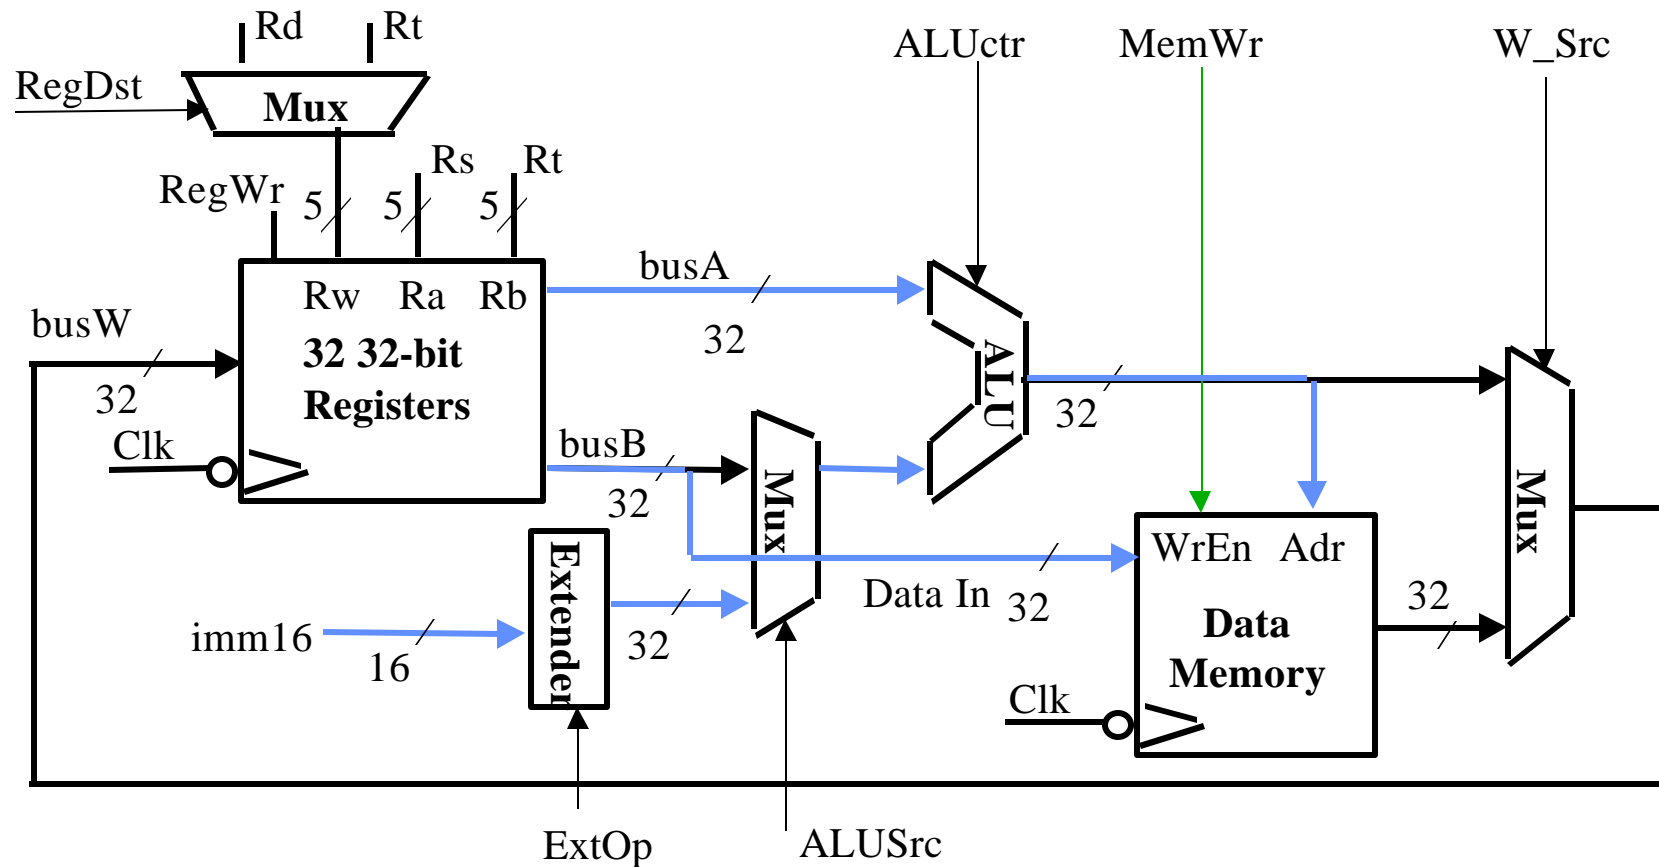 Rd Rt
ALUctr MemWr W_Src
RegDst
Mux
Rs Rt
RegWr 5 5 5
busA
Rw Ra Rb
busW
32 32-bit
32
Registers
32
ALU
32
Clk
busB
32
Mux
Mux
WrEn Adr
Extender
Data In 32
32
imm16
16
32
Data
Memory
Clk
ExtOp
ALUSrc